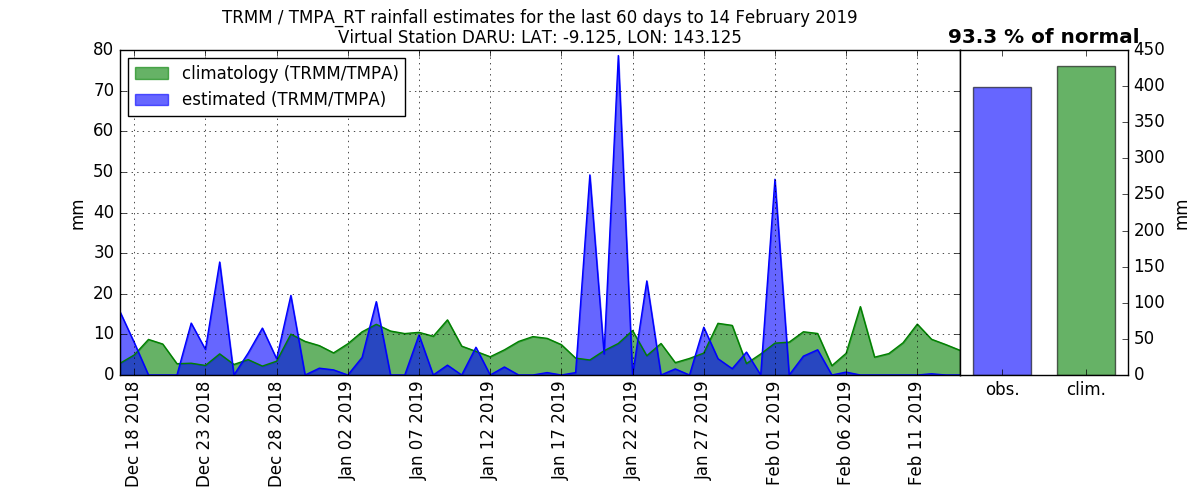 TRMM / TMPA_RT rainfall estimates for the last 60 days to 14 February 2019
Virtual Station DARU: LAT: -9.125, LON: 143.125
93.3 % of normal
climatology (TRMM/TMPA)
estimated (TRMM/TMPA)
80
70
60
50
40
30
20
10
0
mm
Dec 18 2018
Dec 23 2018
Dec 28 2018
Jan 02 2019
Jan 07 2019
Jan 12 2019
Jan 17 2019
Jan 22 2019
Jan 27 2019
Feb 01 2019
Feb 06 2019
Feb 11 2019
450
400
350
300
250
200
150
100
50
0
mm
obs.
clim.